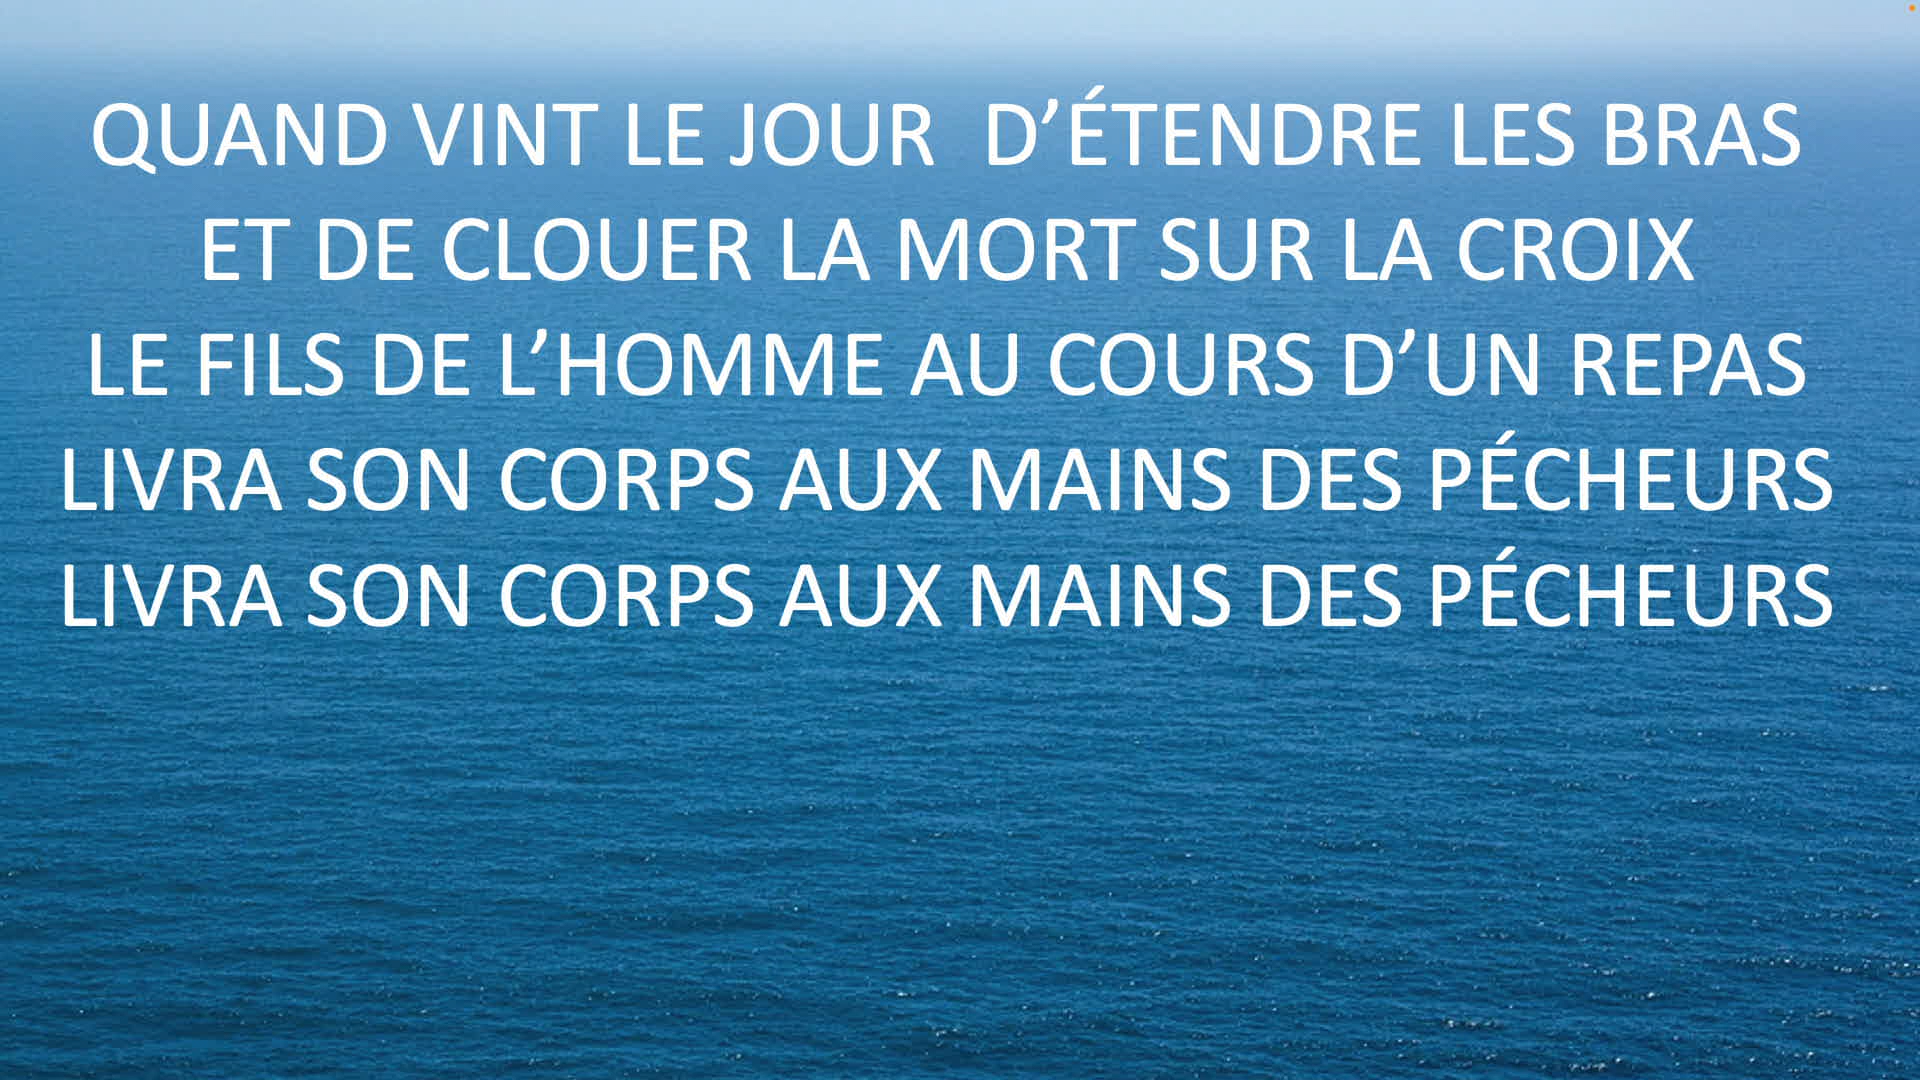 QUAND VINT LE JOUR  D’ÉTENDRE LES BRAS
ET DE CLOUER LA MORT SUR LA CROIX
LE FILS DE L’HOMME AU COURS D’UN REPAS
LIVRA SON CORPS AUX MAINS DES PÉCHEURS
LIVRA SON CORPS AUX MAINS DES PÉCHEURS